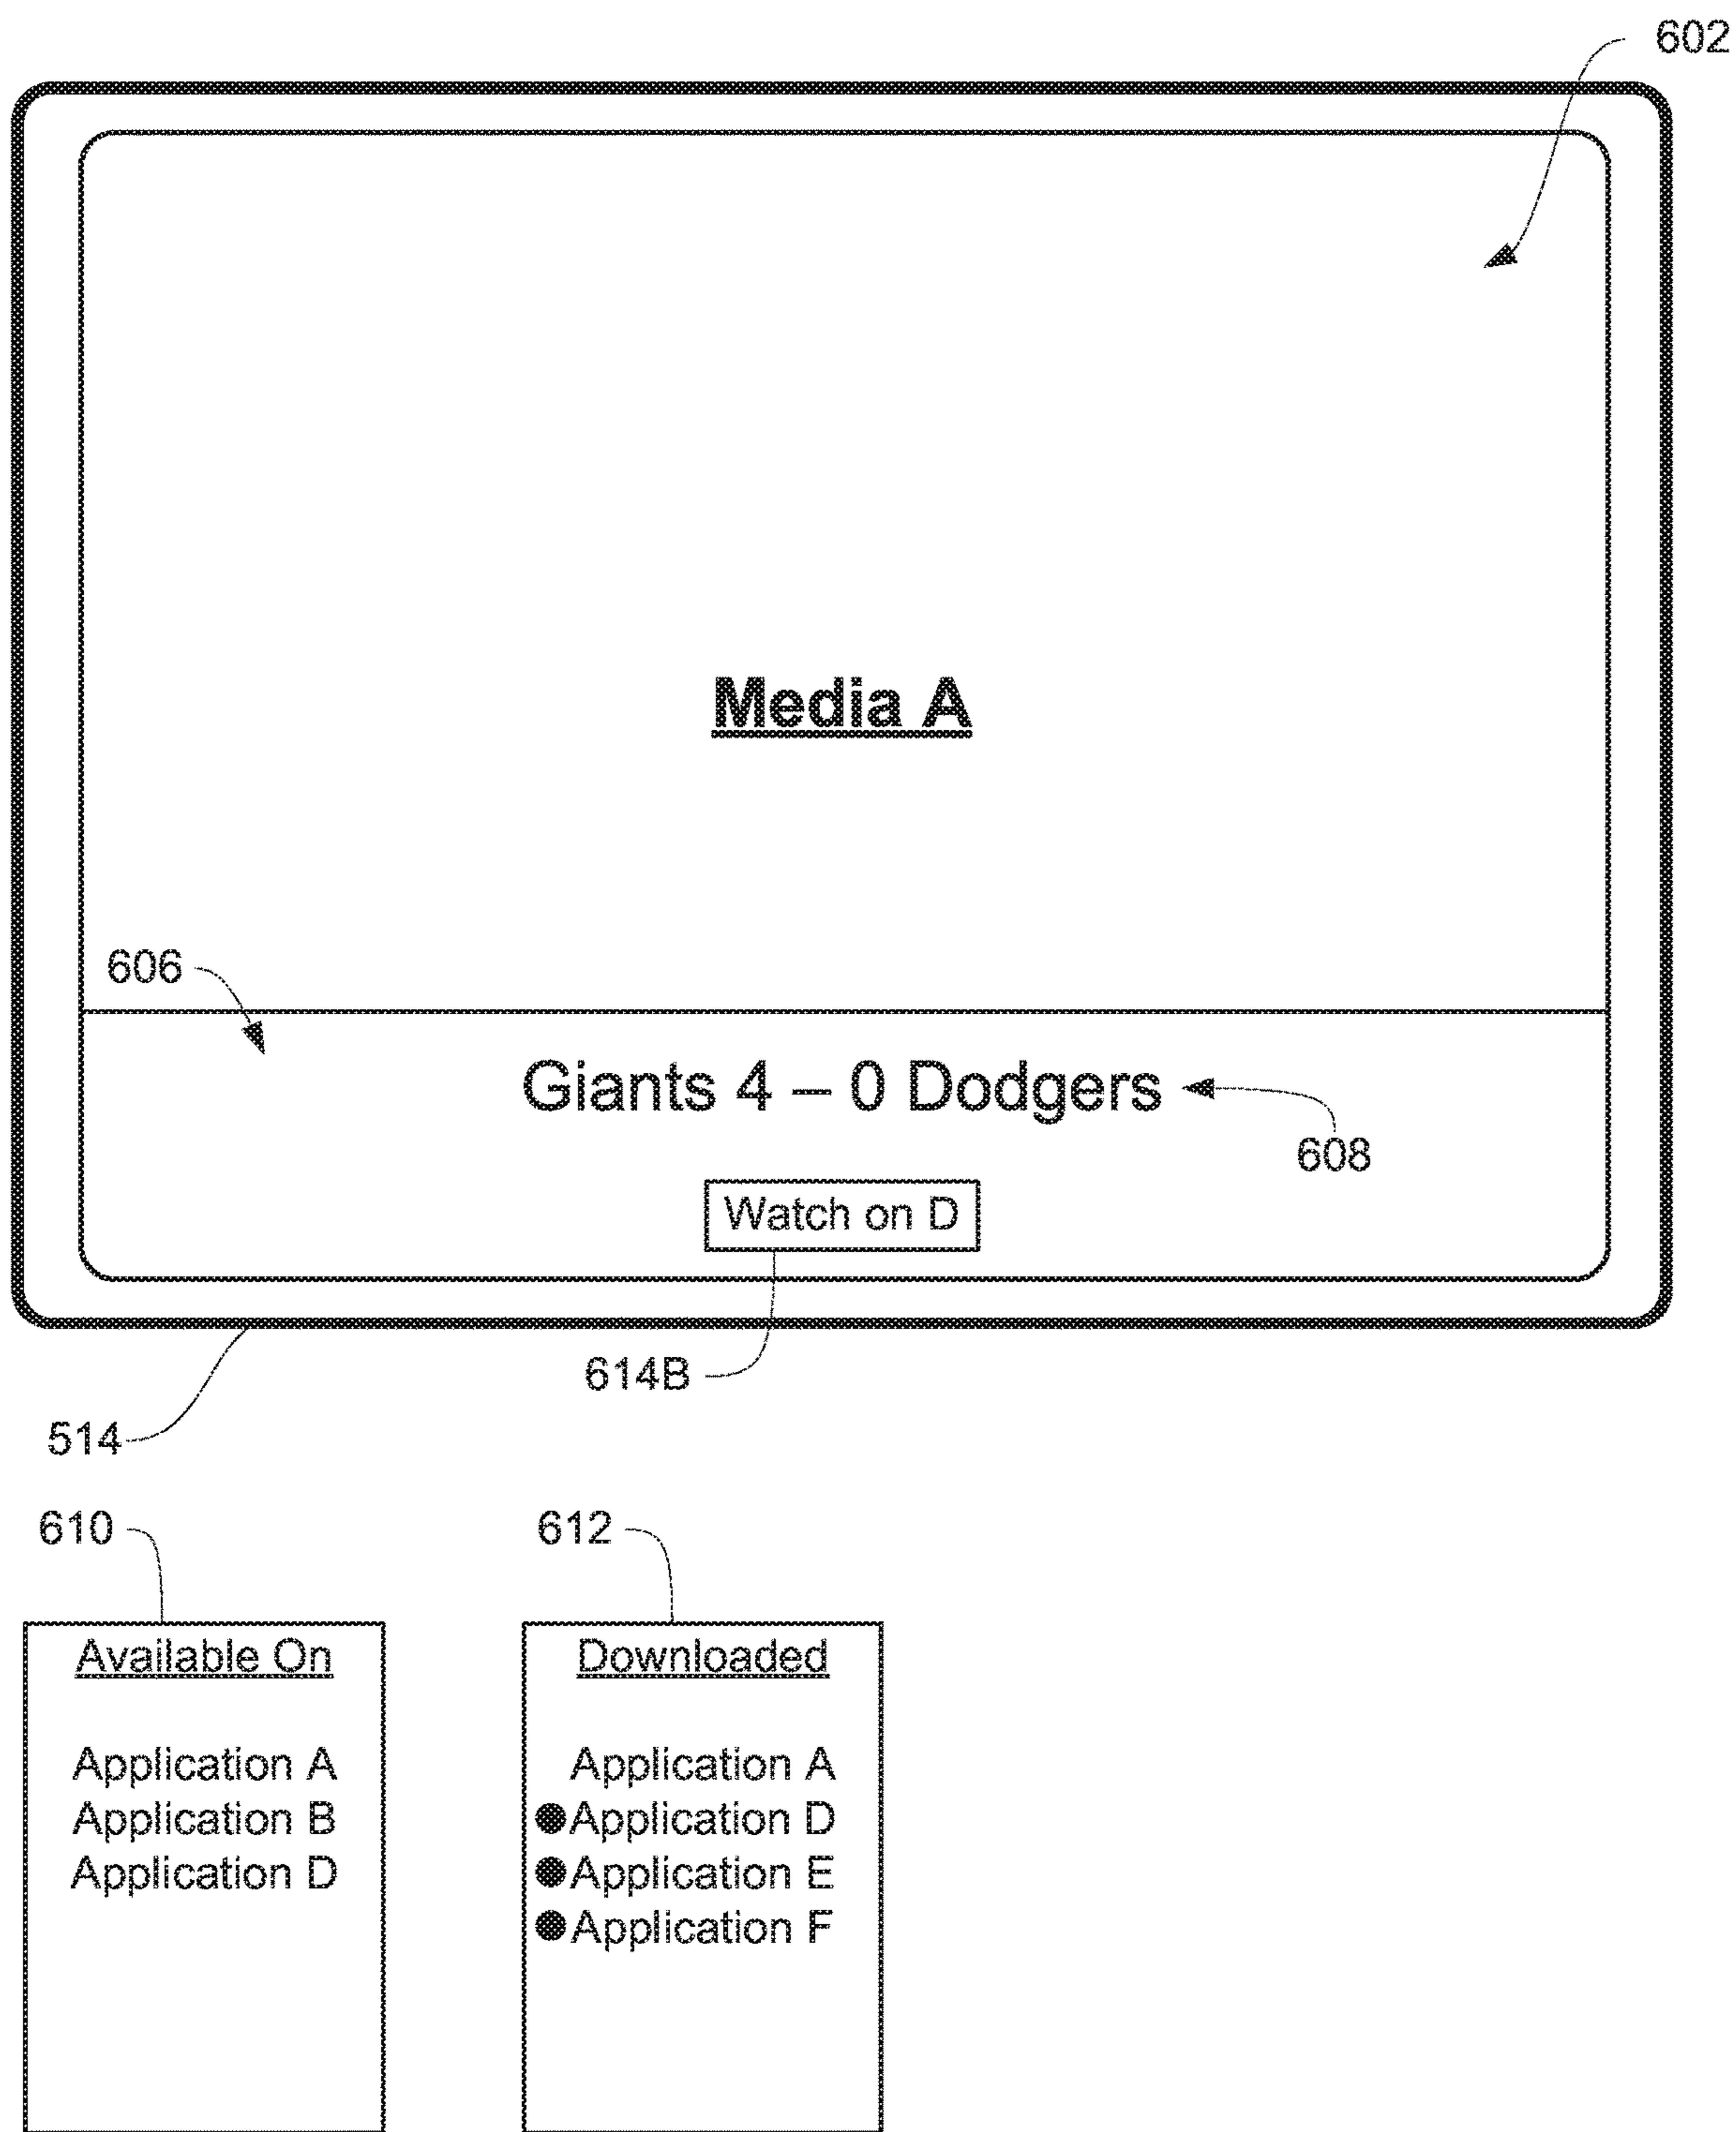 602
Media A
606
Giants 4 – 0 Dodgers
608
Watch on D
614B
514
610
612
Available On
Application A
Application B
Application D
Downloaded
Application A
●Application D
●Application E
●Application F